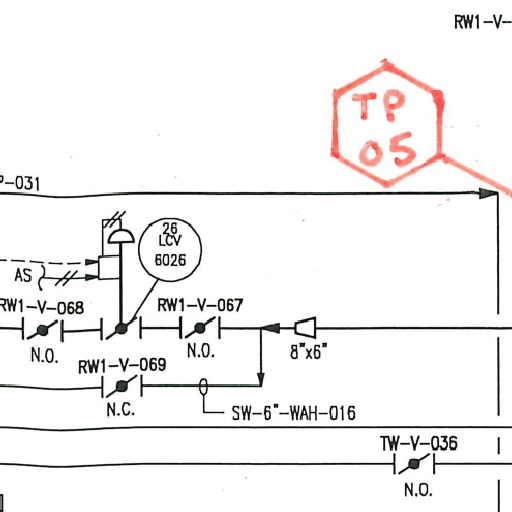 RW1-V-
TP
05
P-031
26
LCV
6026
AS
RW1-V-068
RW1-V-067
N.O.
N.O.
8"x6"
RW1-V-069
N.C.
SW-6"-WAH-016
TW-V-036
N.O.